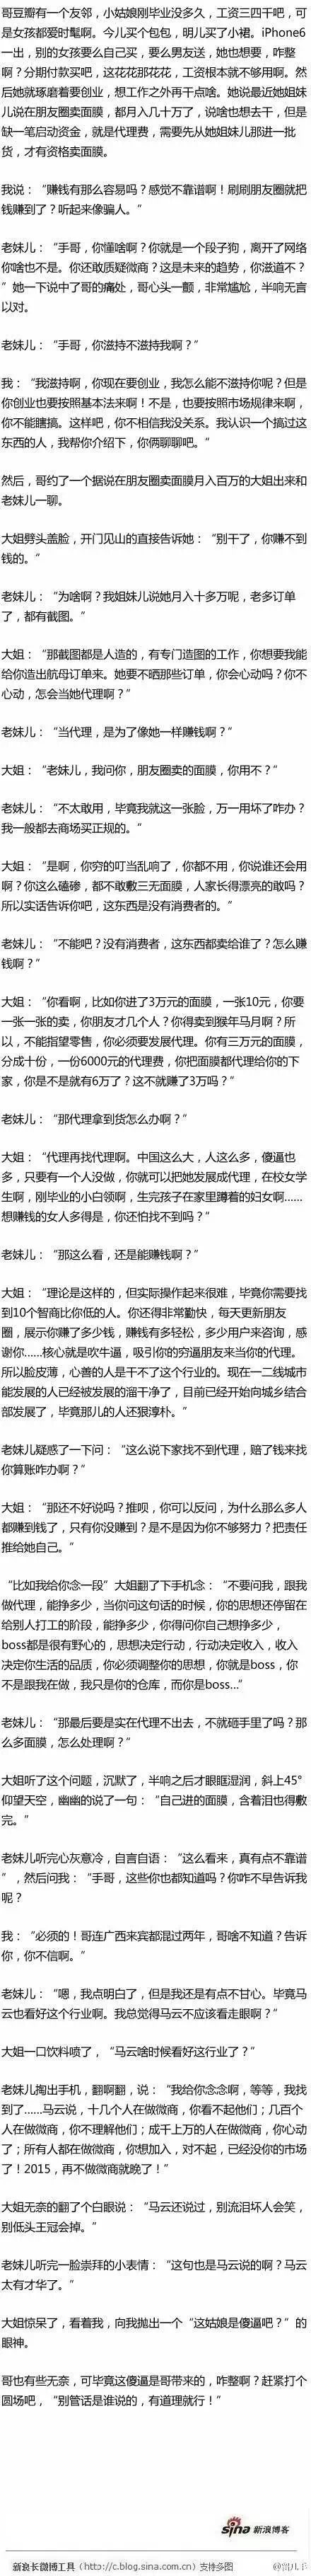 哥豆瓣有一个友邻，小姑娘刚毕业没多久，工资三四千吧，可
是女孩都爱时髦啊。今儿买个包包，明儿买了小裙。iPhone6
一出，别的女孩要么自己买，要么男友送，她也想要，咋整
啊？分期付款买吧，这花花那花花，工资根本就不够用啊。然
后她就琢磨着要创业，想工作之外再干点啥。她说最近她姐妹
儿说在朋友圈卖面膜，都月入几十万了，说啥也想去干，但是
缺一笔启动资金，就是代理费，需要先从她姐妹儿那进一批
货，才有资格卖面膜。
我说：“赚钱有那么容易吗？感觉不靠谱啊！刷刷朋友圈就把
钱赚到了？听起来像骗人。”
老妹儿：“手哥，你懂啥啊？你就是一个段子狗，离开了网络
你啥也不是。你还敢质疑微商？这是未来的趋势，你滋道不？
”她一下说中了哥的痛处，哥心头一颤，非常尴尬，半响无言
以对。
老妹儿：“手哥，你滋持不滋持我啊？”
我：“我滋持啊，你现在要创业，我怎么能不滋持你呢？但是
你创业也要按照基本法来啊！不是，也要按照市场规律来啊，
你不能瞎搞。这样吧，你不相信我没关系。我认识一个搞过这
东西的人，我帮你介绍下，你俩聊聊吧。”
然后，哥约了一个据说在朋友圈卖面膜月入百万的大姐出来和
老妹儿一聊。
大姐劈头盖脸，开门见山的直接告诉她：“别干了，你赚不到
钱的。”
老妹儿：“为啥啊？我姐妹儿说她月入十多万呢，老多订单
了，都有截图。”
大姐：“那截图都是人造的，有专门造图的工作，你想要我能
给你造出航母订单来。她要不晒那些订单，你会心动吗？你不
心动，怎会当她代理啊？”
老妹儿：“当代理，是为了像她一样赚钱啊？”
大姐：“老妹儿，我问你，朋友圈卖的面膜，你用不？”
老妹儿：“不太敢用，毕竟我就这一张脸，万一用坏了咋办？
我一般都去商场买正规的。”
大姐：“是啊，你穷的叮当乱响了，你都不用，你说谁还会用
啊？你这么磕碜，都不敢敷三无面膜，人家长得漂亮的敢吗？
所以实话告诉你吧，这东西是没有消费者的。”
老妹儿：“不能吧？没有消费者，这东西都卖给谁了？怎么赚
钱啊？”
大姐：“你看啊，比如你进了3万元的面膜，一张10元，你要
一张一张的卖，你朋友才几个人？你得卖到猴年马月啊？所
以，不能指望零售，你必须要发展代理。你有三万元的面膜，
分成十份，一份6000元的代理费，你把面膜都代理给你的下
家，你是不是就有6万了？这不就赚了3万吗？”
老妹儿：“那代理拿到货怎么办啊？”
大姐：“代理再找代理啊。中国这么大，人这么多，傻逼也
多，只要有一个人没做，你就可以把她发展成代理，在校女学
生啊，刚毕业的小白领啊，生完孩子在家里蹲着的妇女啊……
想赚钱的女人多得是，你还怕找不到吗？”
老妹儿：“那这么看，还是能赚钱啊？”
大姐：“理论是这样的，但实际操作起来很难，毕竟你需要找
到10个智商比你低的人。你还得非常勤快，每天更新朋友
圈，展示你赚了多少钱，赚钱有多轻松，多少用户来咨询，感
谢你……核心就是吹牛逼，吸引你的穷逼朋友来当你的代理。
所以脸皮薄，心善的人是干不了这个行业的。现在一二线城市
能发展的人已经被发展的溜干净了，目前已经开始向城乡结合
部发展了，毕竟那儿的人还狠淳朴。”
老妹儿疑惑了一下问：“这么说下家找不到代理，赔了钱来找
你算账咋办啊？”
大姐：“那还不好说吗？推呗，你可以反问，为什么那么多人
都赚到钱了，只有你没赚到？是不是因为你不够努力？把责任
推给她自己。”
“比如我给你念一段”大姐翻了下手机念：“不要问我，跟我
做代理，能挣多少，当你问这句话的时候，你的思想还停留在
给别人打工的阶段，能挣多少，你得问你自己想挣多少，
boss都是很有野心的，思想决定行动，行动决定收入，收入
决定你生活的品质，你必须调整你的思想，你就是boss，你
不是跟我在做，我只是你的仓库，而你是boss…”
老妹儿：“那最后要是实在代理不出去，不就砸手里了吗？那
么多面膜，怎么处理啊？”
大姐听了这个问题，沉默了，半响之后才眼眶湿润，斜上45°
仰望天空，幽幽的说了一句：“自己进的面膜，含着泪也得敷
完。”
老妹儿听完心灰意冷，自言自语：“这么看来，真有点不靠谱
”，然后问我：“手哥，这些你也都知道吗？你咋不早告诉我
呢？
我：“必须的！哥连广西来宾都混过两年，哥啥不知道？告诉
你，你不信啊。”
老妹儿：“嗯，我点明白了，但是我还是有点不甘心。毕竟马
云也看好这个行业啊。我总觉得马云不应该看走眼啊？”
大姐一口饮料喷了，“马云啥时候看好这行业了？”
老妹儿掏出手机，翻啊翻，说：“我给你念念啊，等等，我找
到了……马云说，十几个人在做微商，你看不起他们；几百个
人在做微商，你不理解他们；成千上万的人在做微商，你心动
了；所有人都在做微商，你想加入，对不起，已经没你的市场
了！2015，再不做微商就晚了！”
大姐无奈的翻了个白眼说：“马云还说过，别流泪坏人会笑，
别低头王冠会掉。”
老妹儿听完一脸崇拜的小表情：“这句也是马云说的啊？马云
太有才华了。”
大姐惊呆了，看着我，向我抛出一个“这姑娘是傻逼吧？”的
眼神。
哥也有些无奈，可毕竟这傻逼是哥带来的，咋整啊？赶紧打个
圆场吧，“别管话是谁说的，有道理就行！”
sina 新浪博客
新浪长微博工具（http://c.blog.sina.com.cn）支持多图